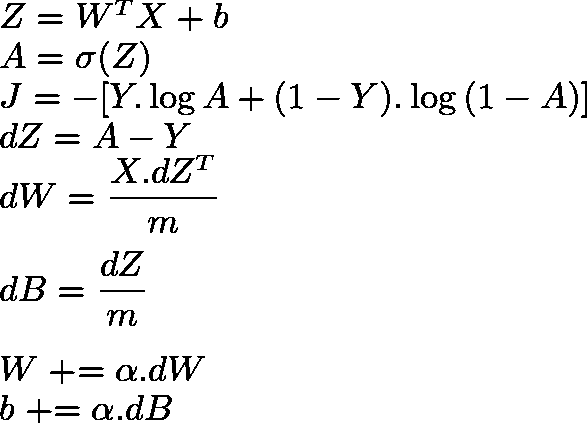 Z = W^T X + b
A = σ(Z)
J = −[Y. log A + (1 − Y). log (1 − A)]
dZ = A − Y
dW = X.dZ^T / m
dB = dZ / m
W += α.dW
b += α.dB